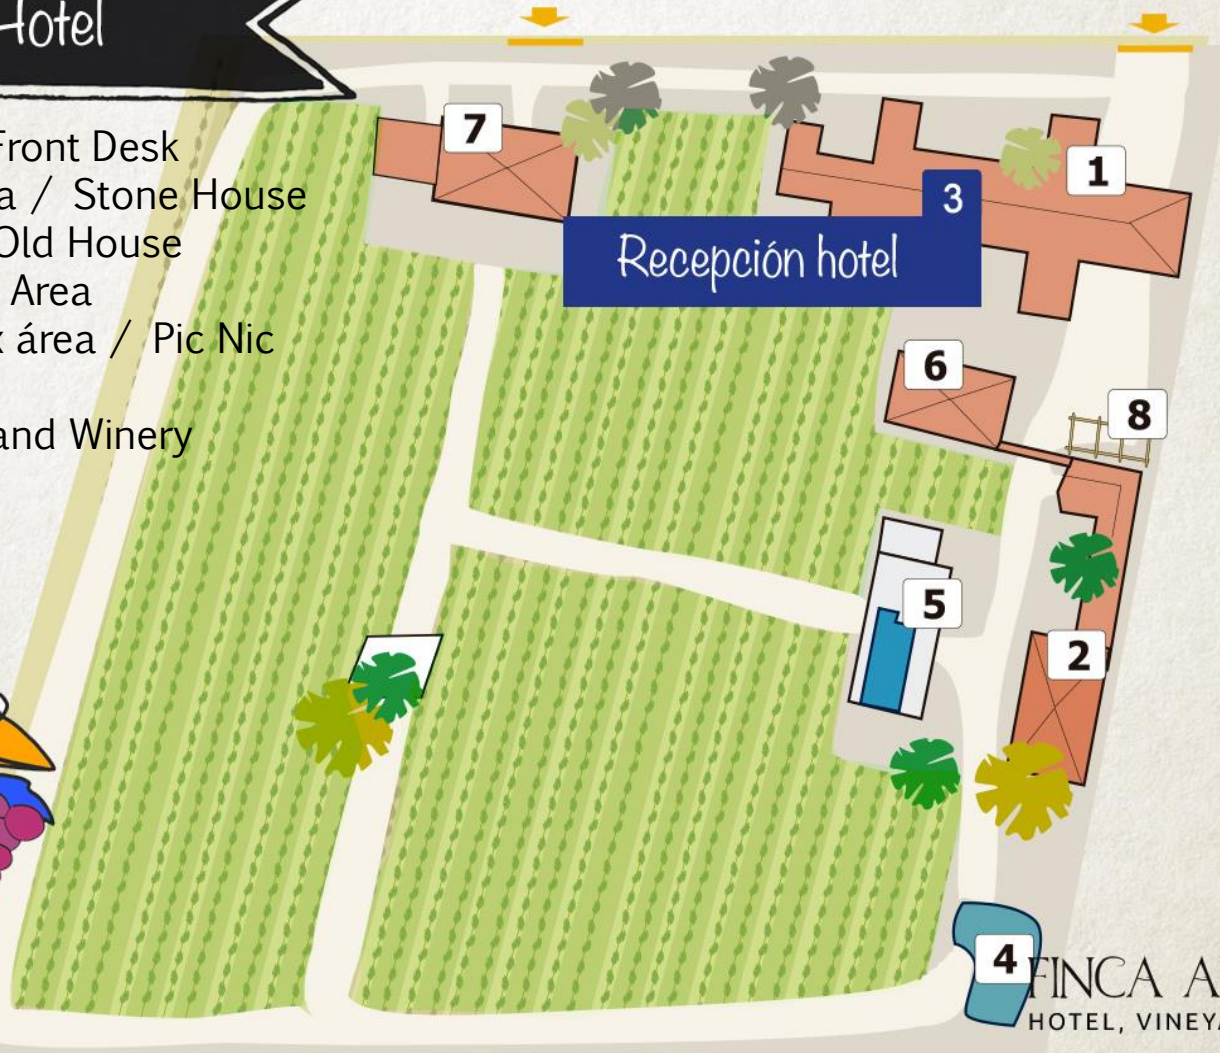 Hotel
Front Desk
a / Stone House
Old House
Area
área / Pic Nic
and Winery
7
1
3
Recepción hotel
6
8
5
2
4
FINCA A
HOTEL, VINEYA